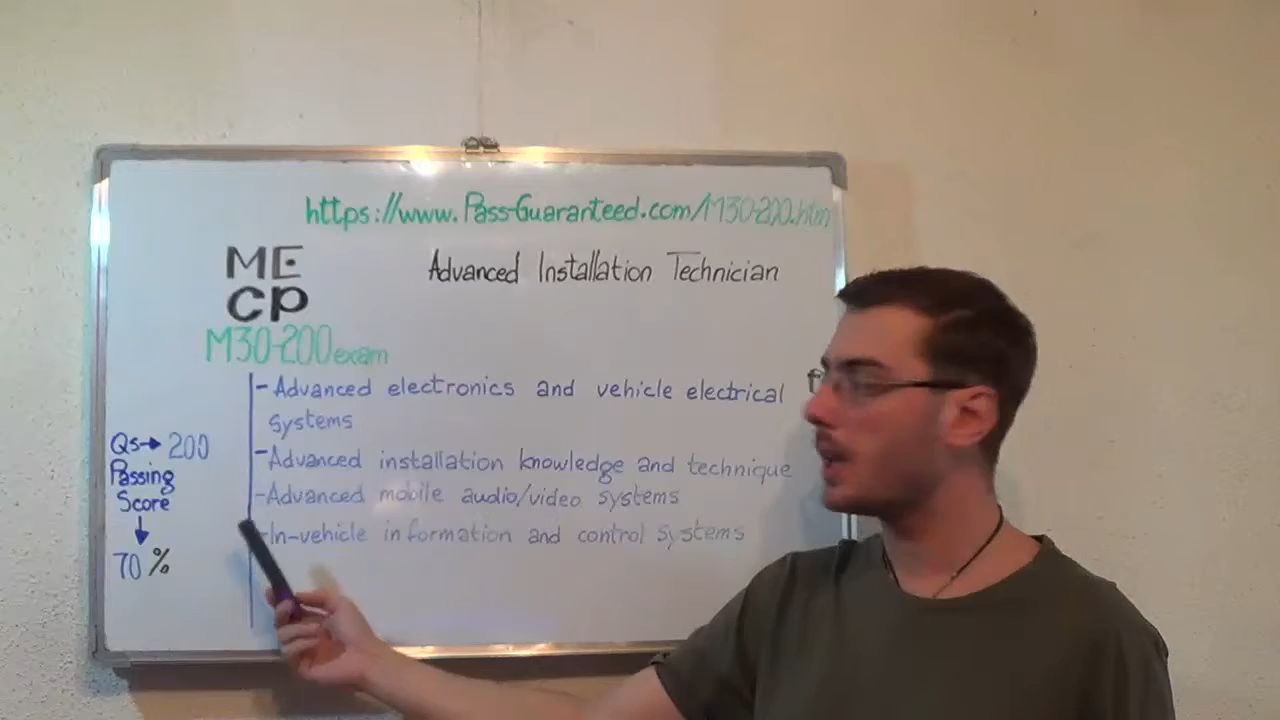 https://www.Pass-Guaranteed.com/M30-200.htm
ME
CP
Advanced Installation Technician
M30-200 exam
- Advanced electronics and vehicle electrical
systems
- Advanced installation knowledge and technique
- Advanced mobile audio/video systems
- In-vehicle information and control systems
Qs→ 200
Passing
Score
↓
70 %